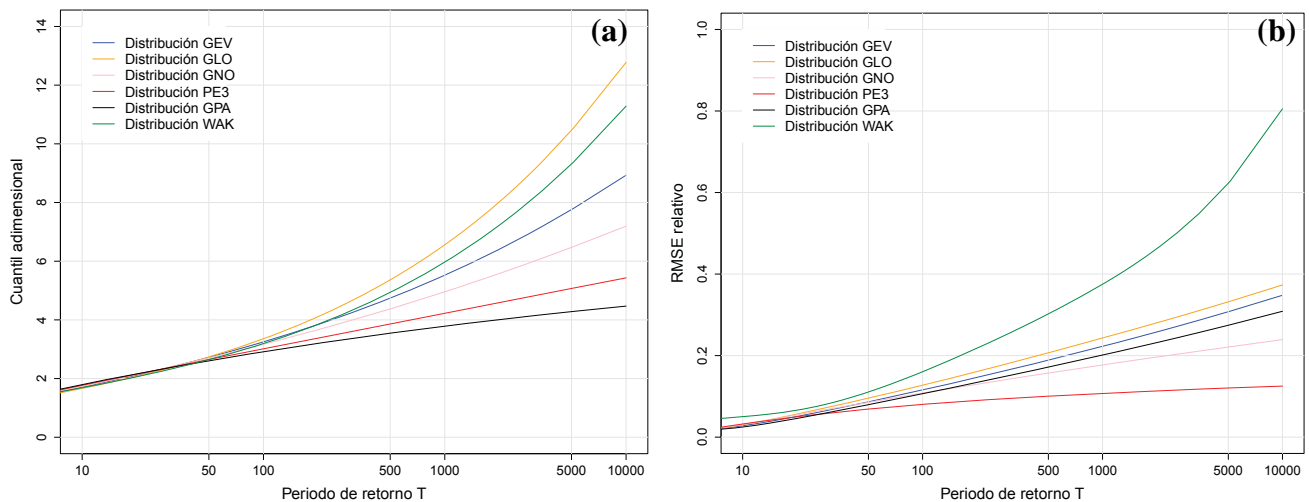 (a)
Distribución GEV
Distribución GLO
Distribución GNO
Distribución PE3
Distribución GPA
Distribución WAK
Cuantil adimensional
14
12
10
8
6
4
2
0
10 50 100 500 1000 5000 10000
Periodo de retorno T
(b)
Distribución GEV
Distribución GLO
Distribución GNO
Distribución PE3
Distribución GPA
Distribución WAK
RMSE relativo
1.0
0.8
0.6
0.4
0.2
0.0
10 50 100 500 1000 5000 10000
Periodo de retorno T